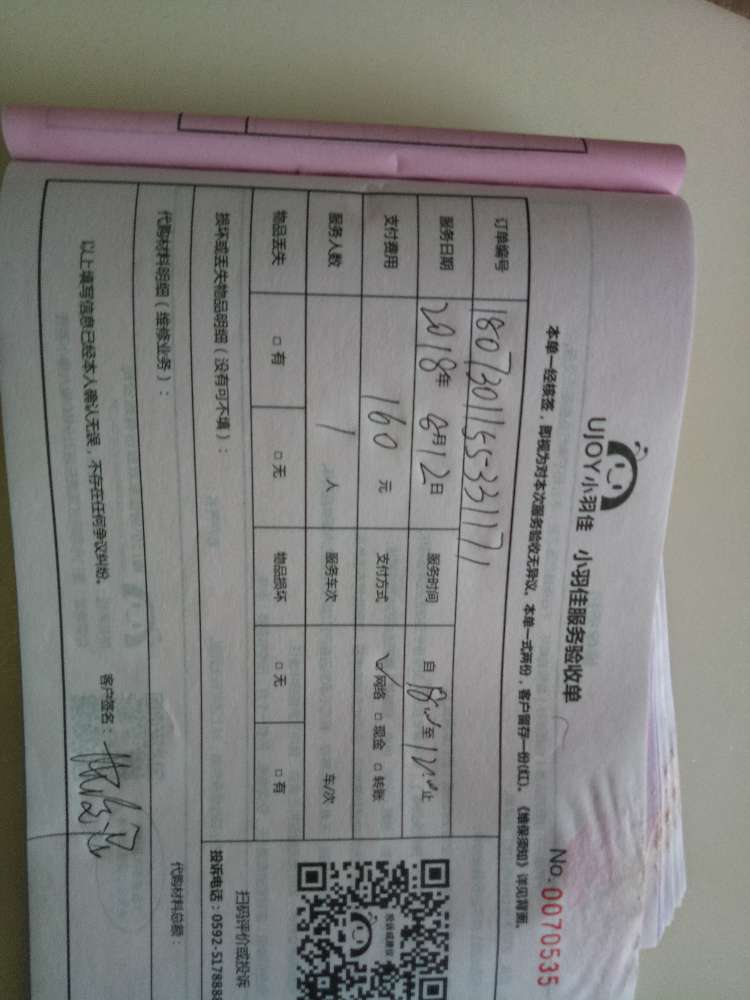 UJOY小羽佳 小羽佳服务验收单
No. 0070535
本单一经核签，即视为对本次服务验收无异议。本单一式两份，客户留存一份(红)。《维保须知》详见背面。
订单编号 1807301155331171
服务日期 2018年 8月12日 服务时间 自 至 止
支付费用 160 元 支付方式 网络 □ 现金 □ 转账
服务人数 1 人 服务车次 车/次
物品丢失 □ 有 □ 无 物品损坏 □ 无 □ 有
损坏或丢失物品明细（没有可不填）：
代购材料明细（维修业务）：
代购材料总额：
以上填写信息已经本人确认无误，不存在任何争议纠纷。
客户签名：
投诉或建议
扫码评价或投诉
投诉电话：0592-5178888